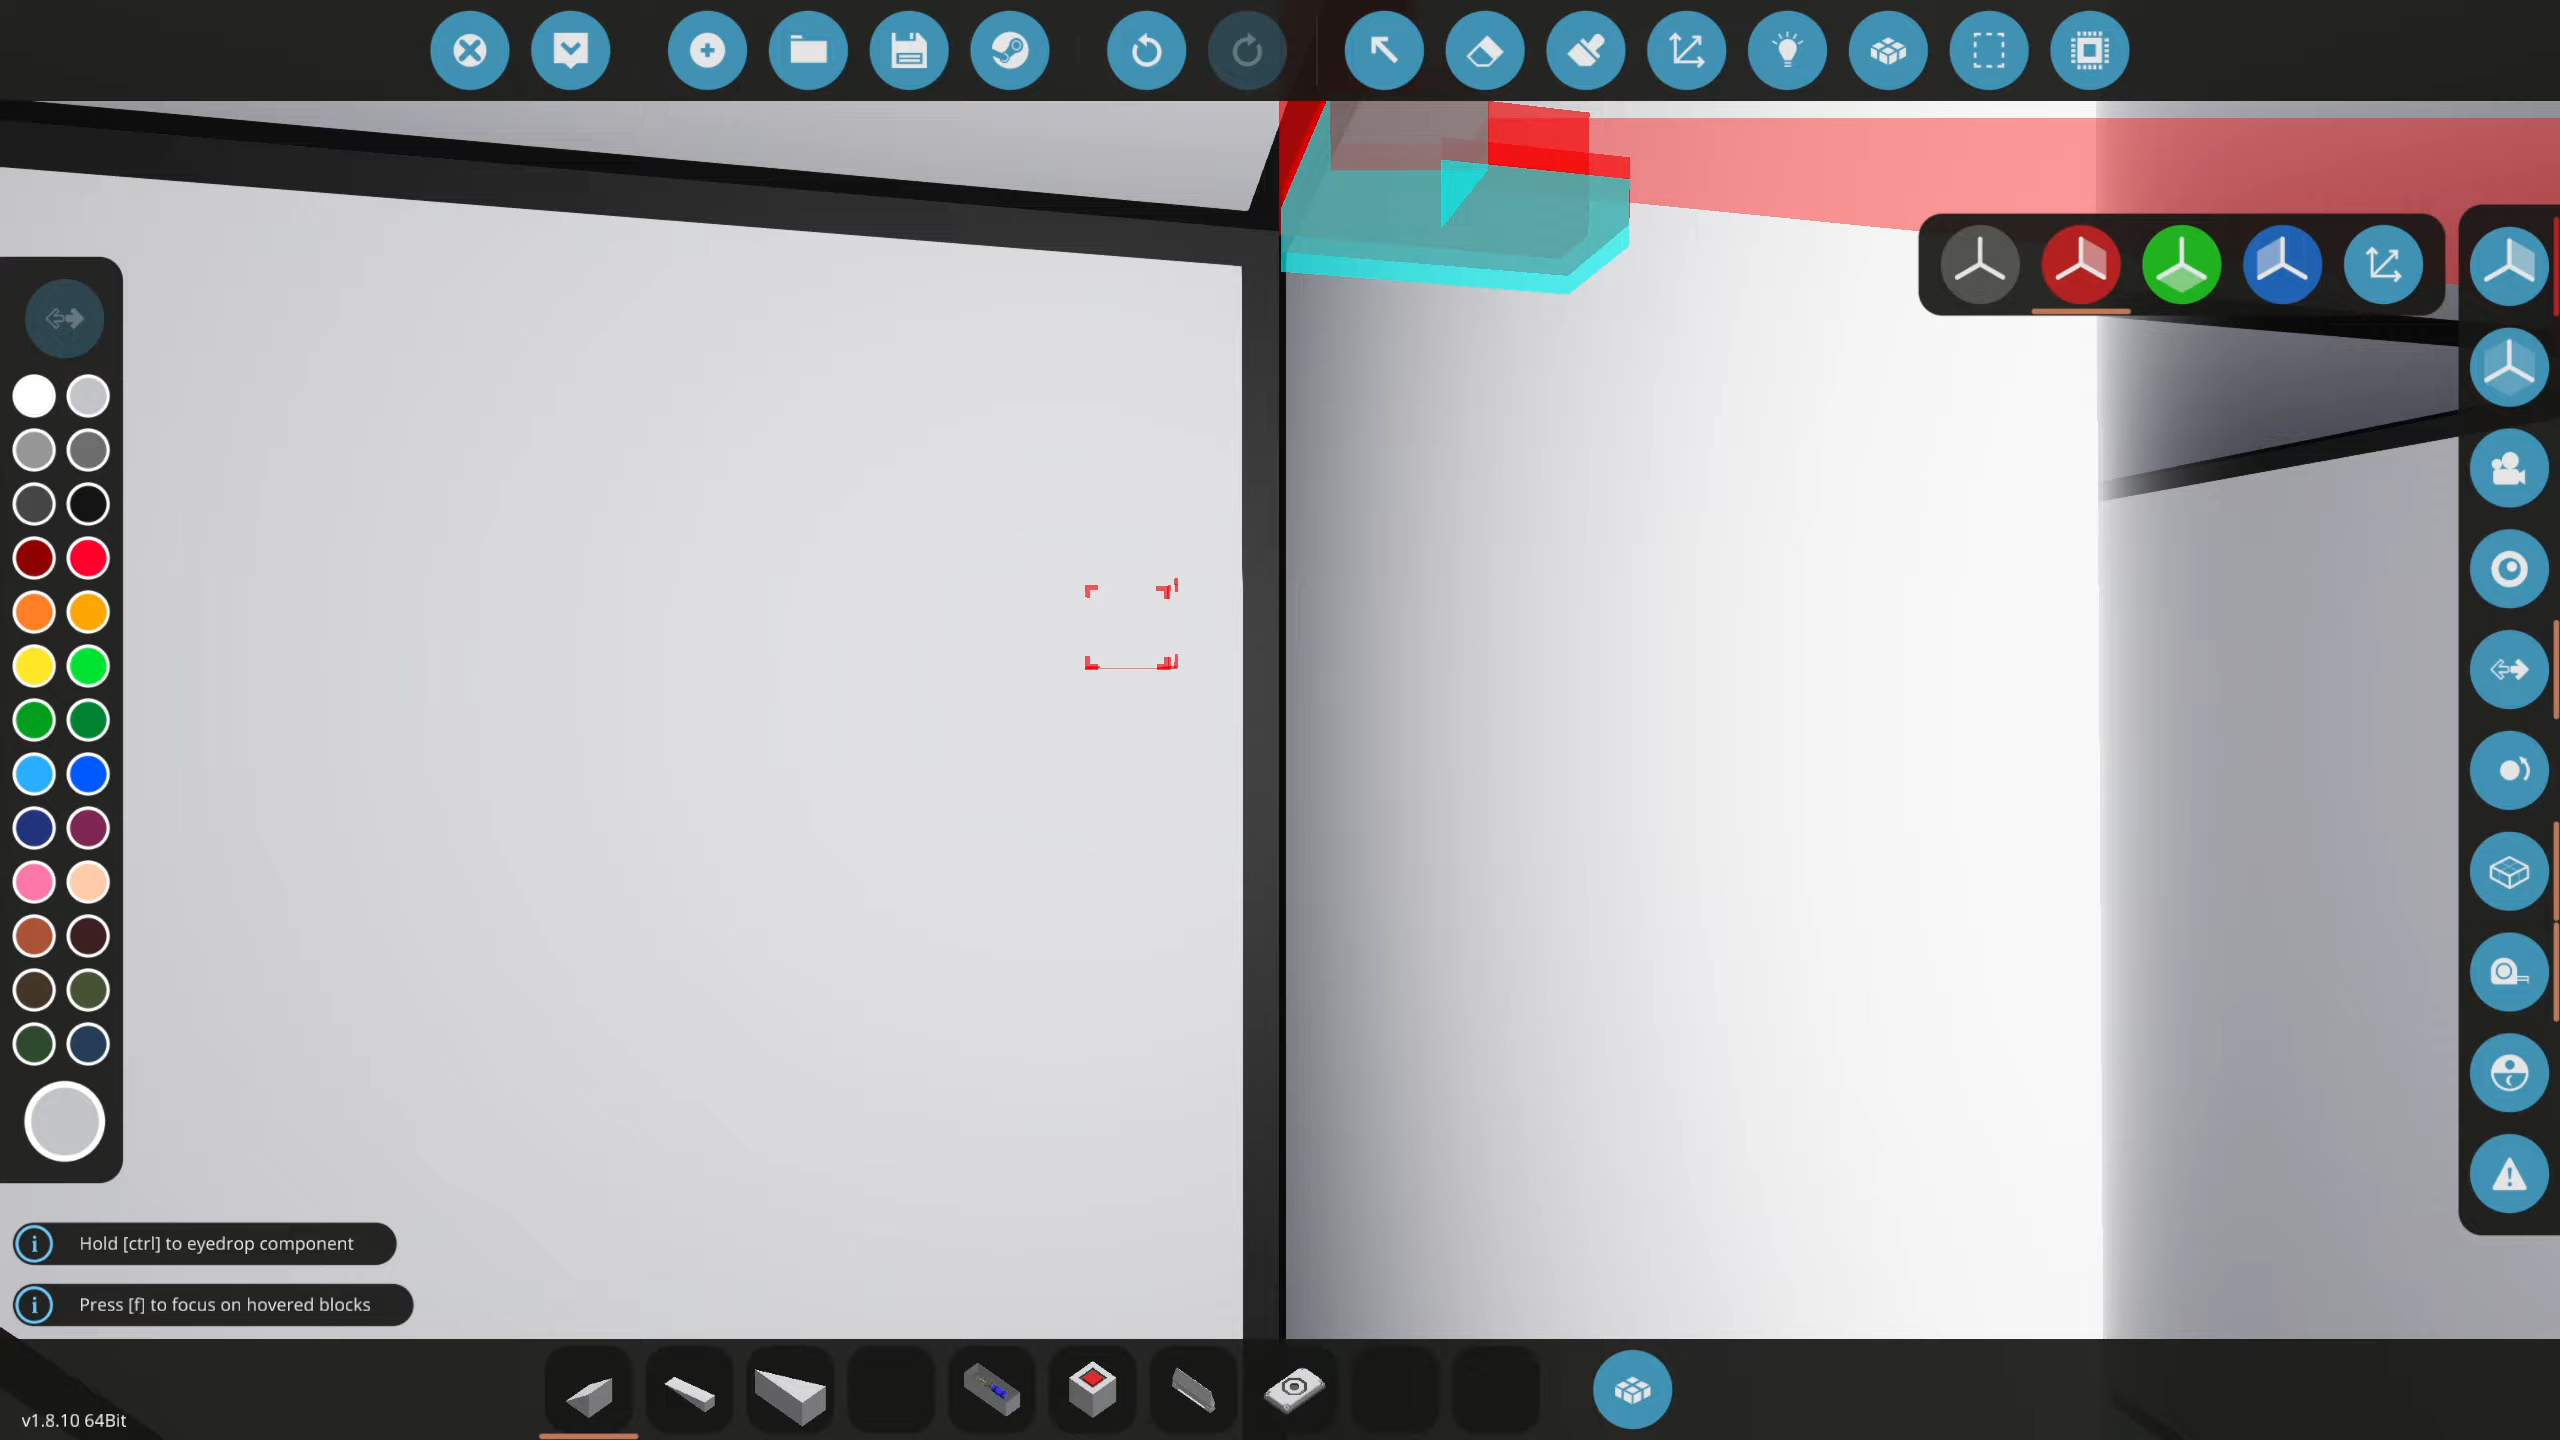 Hold [ctrl] to eyedrop component
Press [f] to focus on hovered blocks
v1.8.10 64Bit